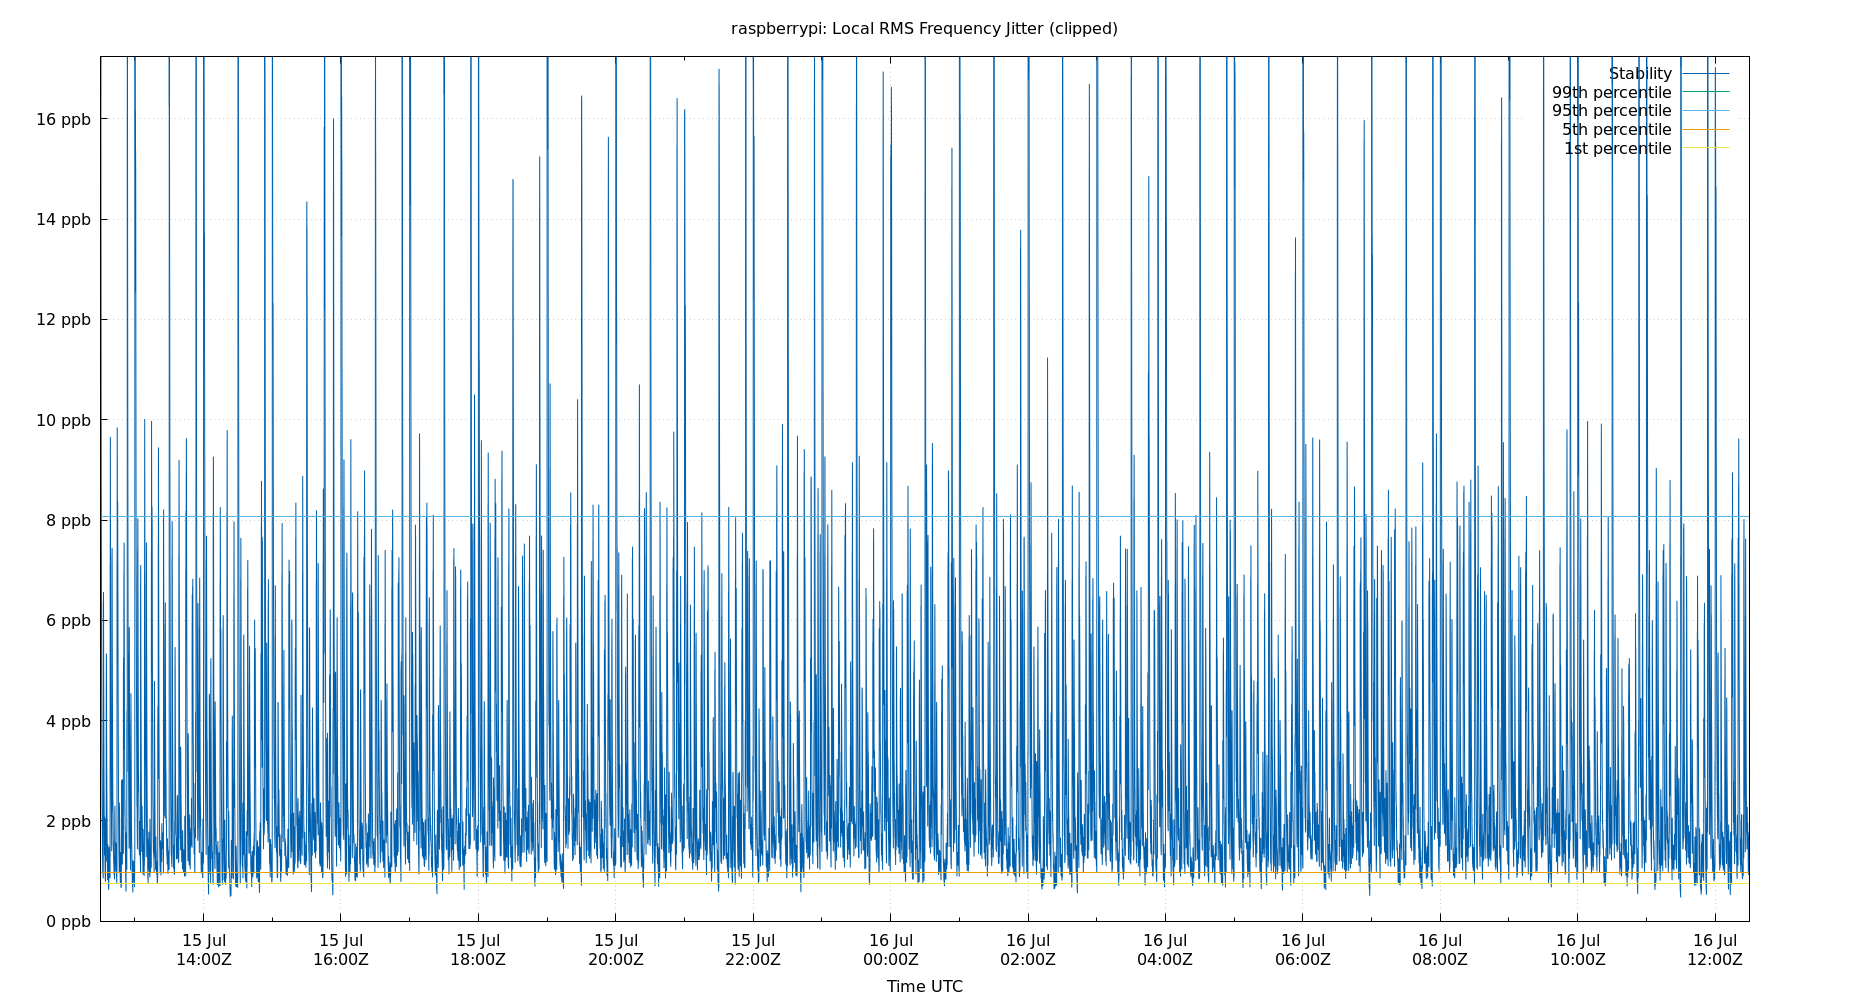 raspberrypi: Local RMS Frequency Jitter (clipped)
Stability
99th percentile
95th percentile
5th percentile
1st percentile
16 ppb
14 ppb
12 ppb
10 ppb
8 ppb
6 ppb
4 ppb
2 ppb
0 ppb
15 Jul 15 Jul 15 Jul 15 Jul 15 Jul 16 Jul 16 Jul 16 Jul 16 Jul 16 Jul 16 Jul 16 Jul
14:00Z 16:00Z 18:00Z 20:00Z 22:00Z 00:00Z 02:00Z 04:00Z 06:00Z 08:00Z 10:00Z 12:00Z
Time UTC